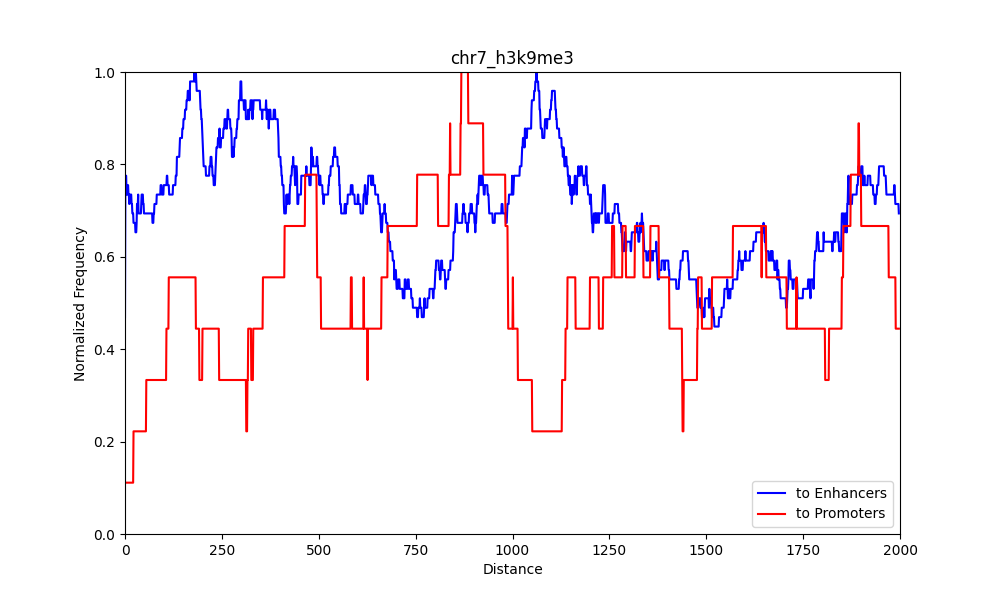 chr7_h3k9me3
1.0
0.8
0.6
0.4
0.2
0.0
Normalized Frequency
0 250 500 750 1000 1250 1500 1750 2000
Distance
to Enhancers
to Promoters